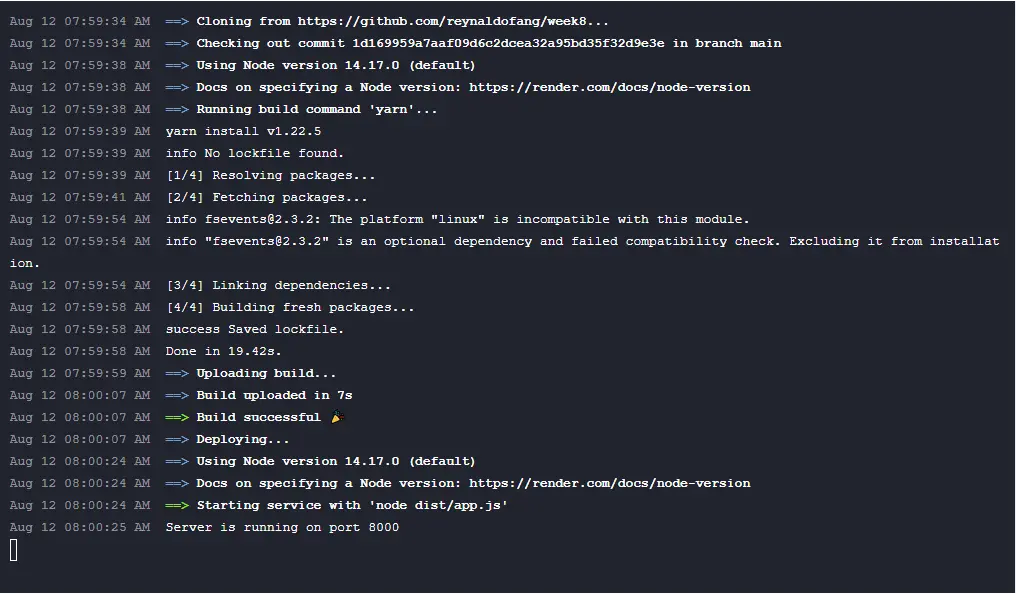 Aug 12 07:59:34 AM ==> Cloning from https://github.com/reynaldofang/week8...
Aug 12 07:59:34 AM ==> Checking out commit 1d169959a7aaf09d6c2dcea32a95bd35f32d9e3e in branch main
Aug 12 07:59:38 AM ==> Using Node version 14.17.0 (default)
Aug 12 07:59:38 AM ==> Docs on specifying a Node version: https://render.com/docs/node-version
Aug 12 07:59:38 AM ==> Running build command 'yarn'...
Aug 12 07:59:39 AM yarn install v1.22.5
Aug 12 07:59:39 AM info No lockfile found.
Aug 12 07:59:39 AM [1/4] Resolving packages...
Aug 12 07:59:41 AM [2/4] Fetching packages...
Aug 12 07:59:54 AM info fsevents@2.3.2: The platform "linux" is incompatible with this module.
Aug 12 07:59:54 AM info "fsevents@2.3.2" is an optional dependency and failed compatibility check. Excluding it from installat
ion.
Aug 12 07:59:54 AM [3/4] Linking dependencies...
Aug 12 07:59:58 AM [4/4] Building fresh packages...
Aug 12 07:59:58 AM success Saved lockfile.
Aug 12 07:59:58 AM Done in 19.42s.
Aug 12 07:59:59 AM ==> Uploading build...
Aug 12 08:00:07 AM ==> Build uploaded in 7s
Aug 12 08:00:07 AM ==> Build successful 🎉
Aug 12 08:00:07 AM ==> Deploying...
Aug 12 08:00:24 AM ==> Using Node version 14.17.0 (default)
Aug 12 08:00:24 AM ==> Docs on specifying a Node version: https://render.com/docs/node-version
Aug 12 08:00:24 AM ==> Starting service with 'node dist/app.js'
Aug 12 08:00:25 AM Server is running on port 8000